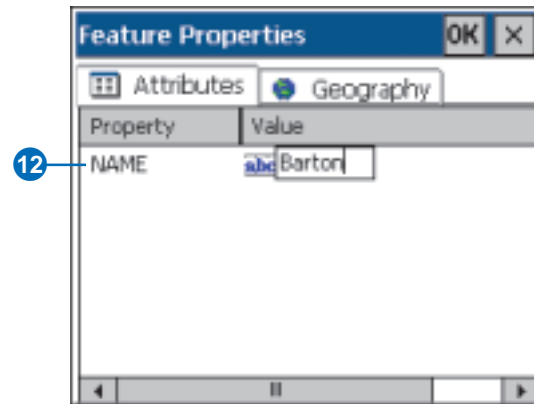 Feature Properties OK
Attributes Geography
Property Value
12 NAME abc Barton